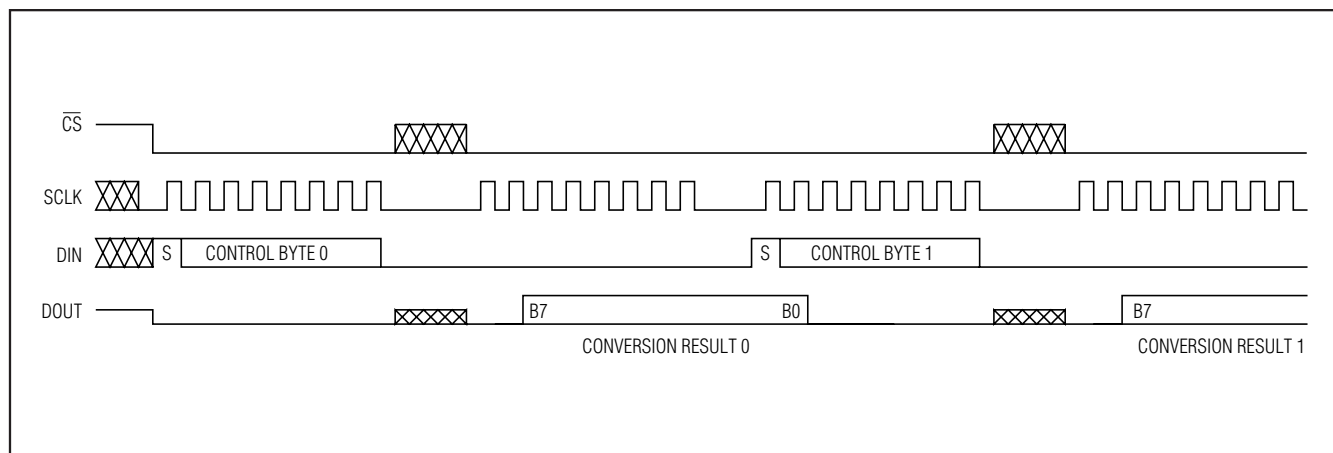 CS
SCLK
DIN S CONTROL BYTE 0 S CONTROL BYTE 1
DOUT B7 B0 B7
CONVERSION RESULT 0 CONVERSION RESULT 1